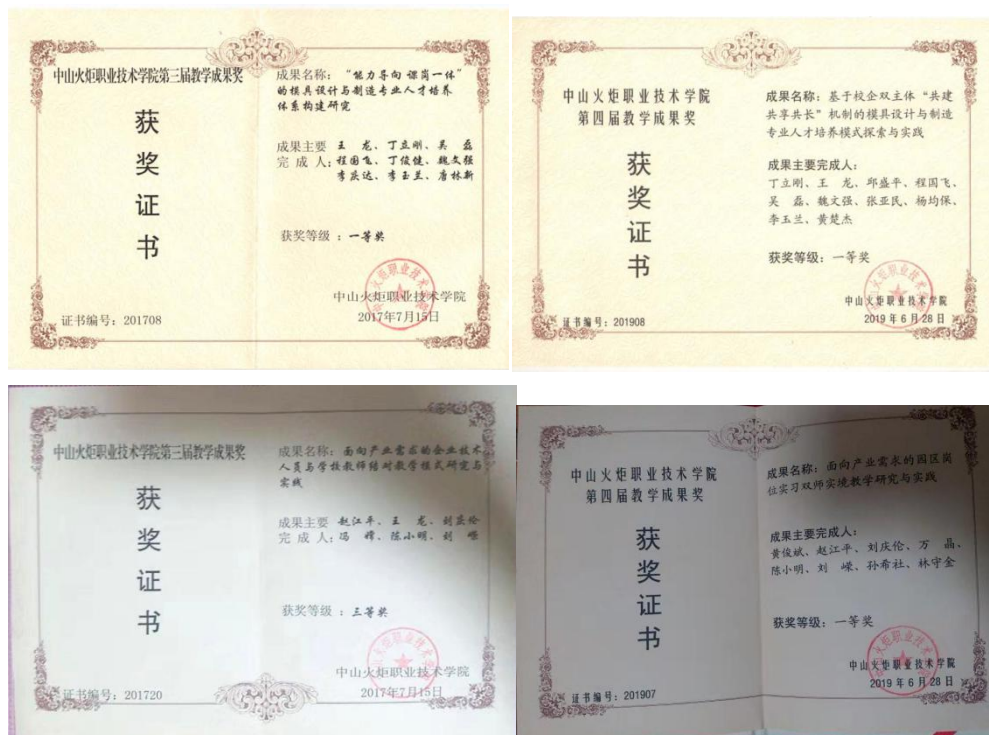 中山火炬职业技术学院第三届教学成果奖
获奖证书
证书编号：201708
成果名称：“能力导向 课岗一体”
的模具设计与制造专业人才培养
体系构建研究
成果主要 王　龙、丁立刚、吴　磊
完 成 人：程国飞、丁俊健、魏文强
李庆达、李玉兰、唐林新
获奖等级 ：一等奖
中山火炬职业技术学院
2017年7月15日
中山火炬职业技术学院
第四届教学成果奖
获奖证书
证书编号：201908
成果名称：基于校企双主体“共建
共享共长”机制的模具设计与制造
专业人才培养模式探索与实践
成果主要完成人：
丁立刚、王　龙、邱盛平、程国飞、
吴　磊、魏文强、张亚民、杨均保、
李玉兰、黄楚杰
获奖等级：一等奖
中山火炬职业技术学院
2019 年 6 月 28 日
中山火炬职业技术学院第三届教学成果奖
获奖证书
证书编号：201720
成果名称：面向产业需求的企业技术
人员与学校教师结对教学模式研究与
实践
成果主要 赵江平、王　龙、刘庆伦
完 成 人：冯　嫦、陈小明、刘　嵘
获奖等级 ：三等奖
中山火炬职业技术学院
2017年7月15日
中山火炬职业技术学院
第四届教学成果奖
获奖证书
证书编号：201907
成果名称：面向产业需求的园区岗
位实习双师实境教学研究与实践
成果主要完成人：
黄俊斌、赵江平、刘庆伦、万　晶、
陈小明、刘　嵘、孙希社、林守金
获奖等级：一等奖
中山火炬职业技术学院
2019 年 6 月 28 日